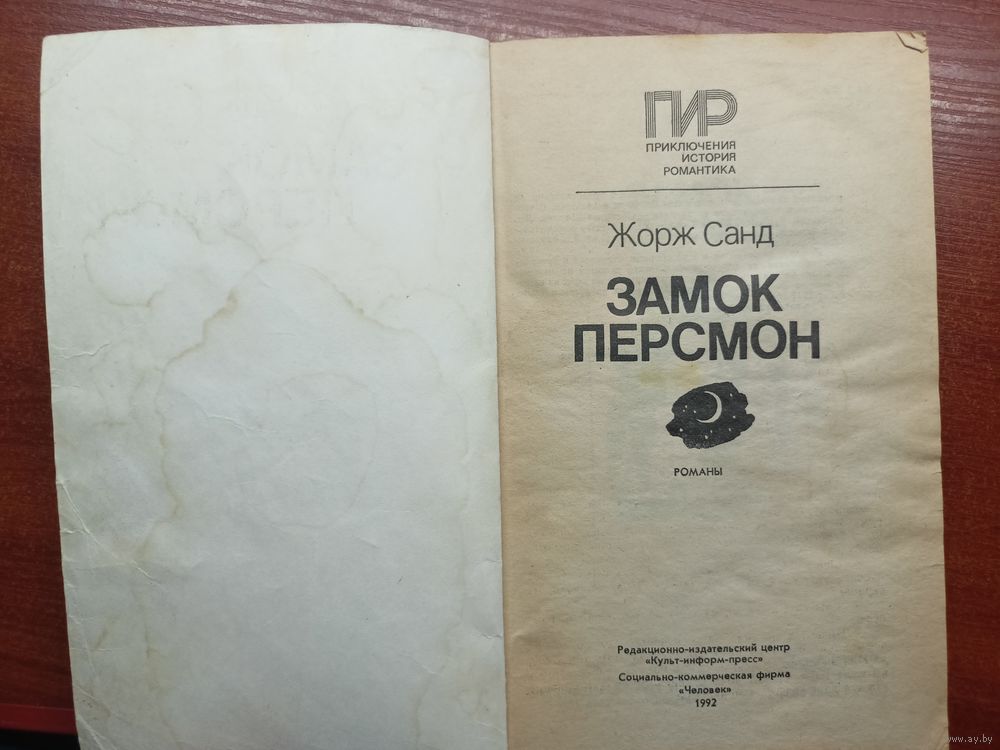 ПИР
ПРИКЛЮЧЕНИЯ
ИСТОРИЯ
РОМАНТИКА
Жорж Санд
ЗАМОК
ПЕРСМОН
РОМАНЫ
Редакционно-издательский центр
«Культ-информ-пресс»
Социально-коммерческая фирма
«Человек»
1992
www.ay.by